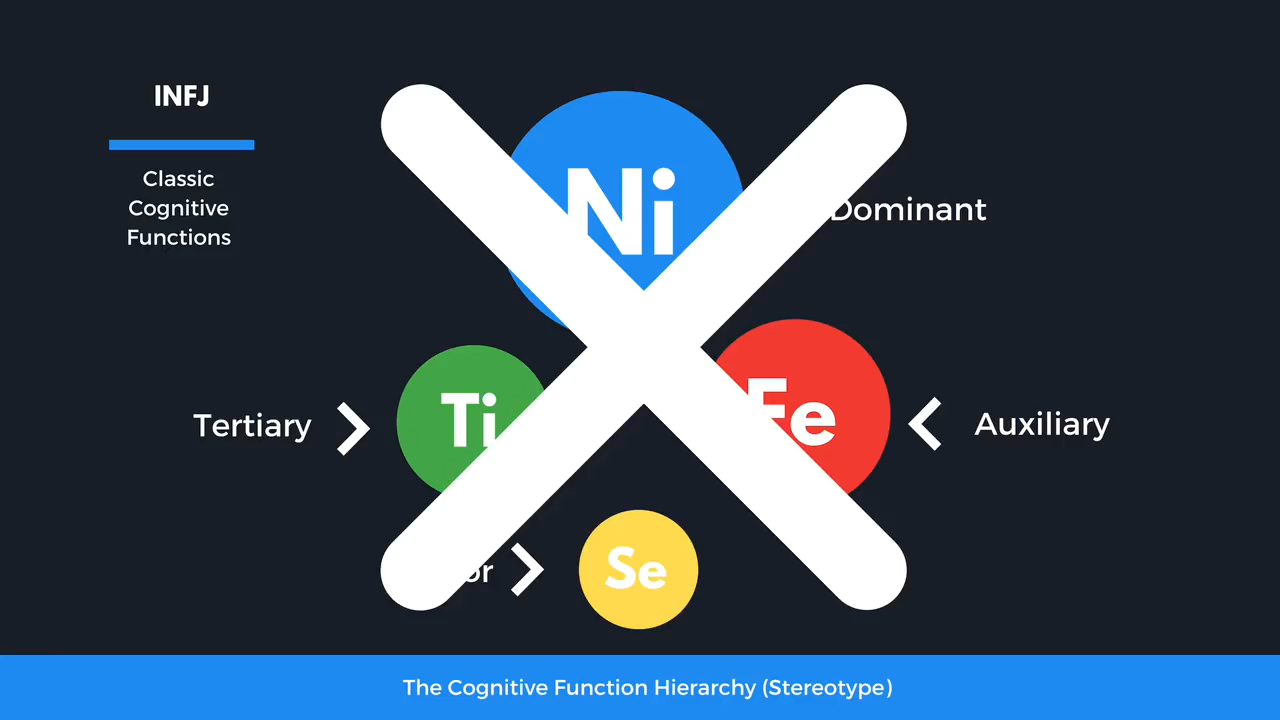 INFJ
Classic
Cognitive
Functions
Ni
Dominant
Tertiary
Ti
Fe
Auxiliary
Se
The Cognitive Function Hierarchy (Stereotype)